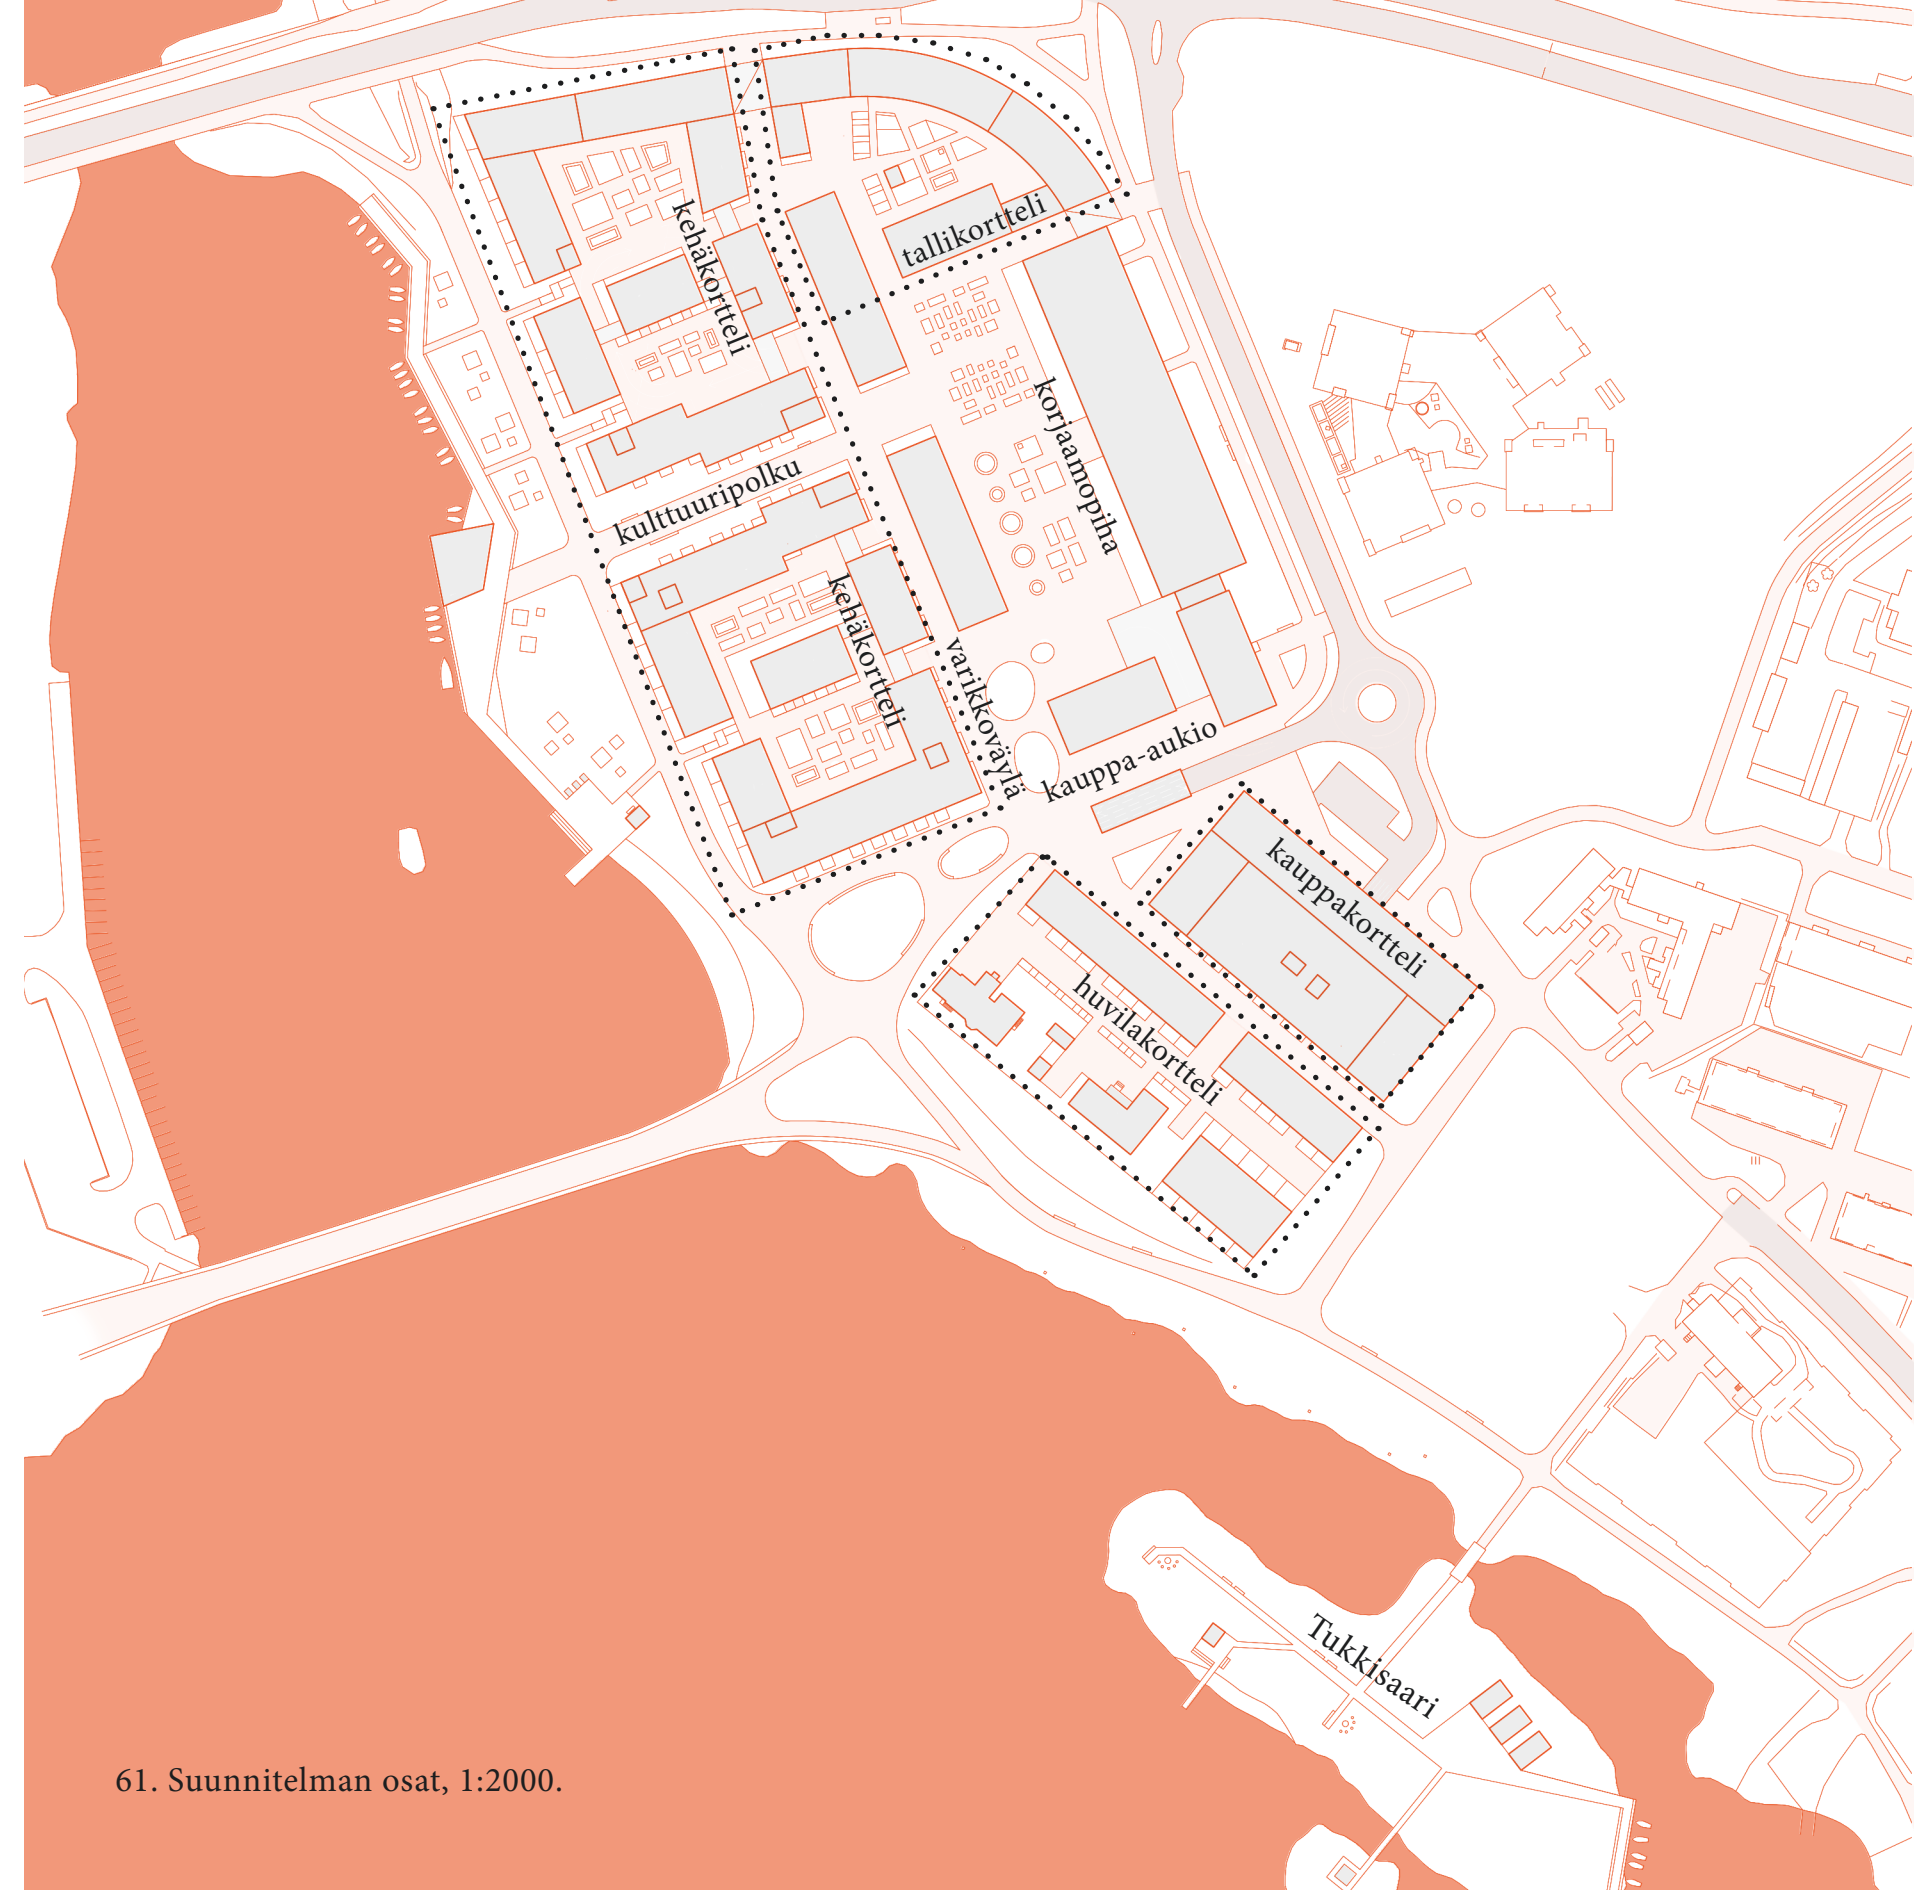 kehäkortteli
tallikortteli
korjaamopiha
kulttuuripolku
kehäkortteli
varikkoväylä
kauppa-aukio
kauppakortteli
huvilakortteli
Tukkisaari
61. Suunnitelman osat, 1:2000.